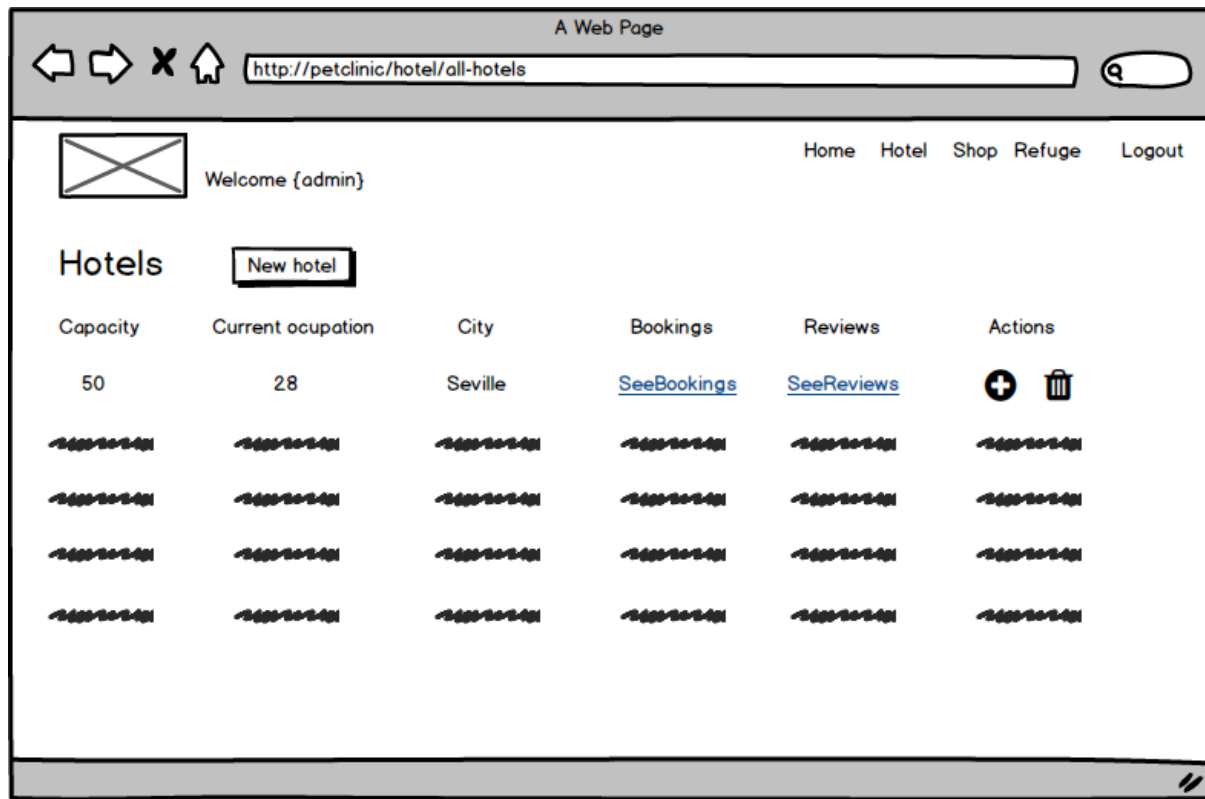 A Web Page
http://petclinic/hotel/all-hotels
Home Hotel Shop Refuge Logout
Welcome {admin}
Hotels New hotel
Capacity Current ocupation City Bookings Reviews Actions
50 28 Seville SeeBookings SeeReviews